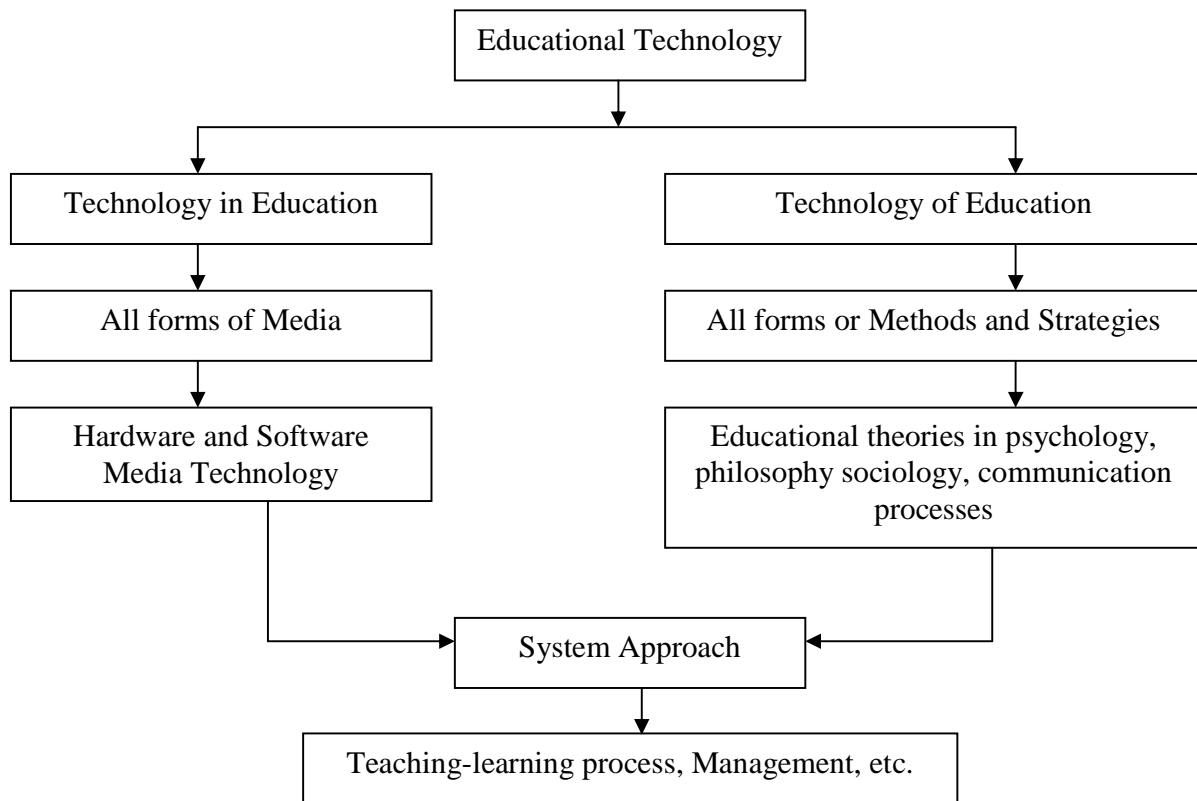 Educational Technology
Technology in Education
Technology of Education
All forms of Media
All forms or Methods and Strategies
Hardware and Software
Media Technology
Educational theories in psychology,
philosophy sociology, communication
processes
System Approach
Teaching-learning process, Management, etc.